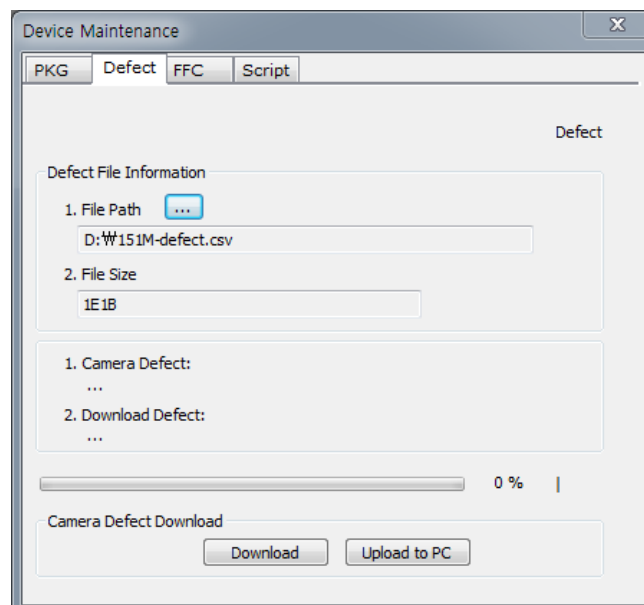 Device Maintenance
X
PKG Defect FFC Script
Defect
Defect File Information
1. File Path ...
D:₩151M-defect.csv
2. File Size
1E1B
1. Camera Defect:
...
2. Download Defect:
...
0 % |
Camera Defect Download
Download Upload to PC